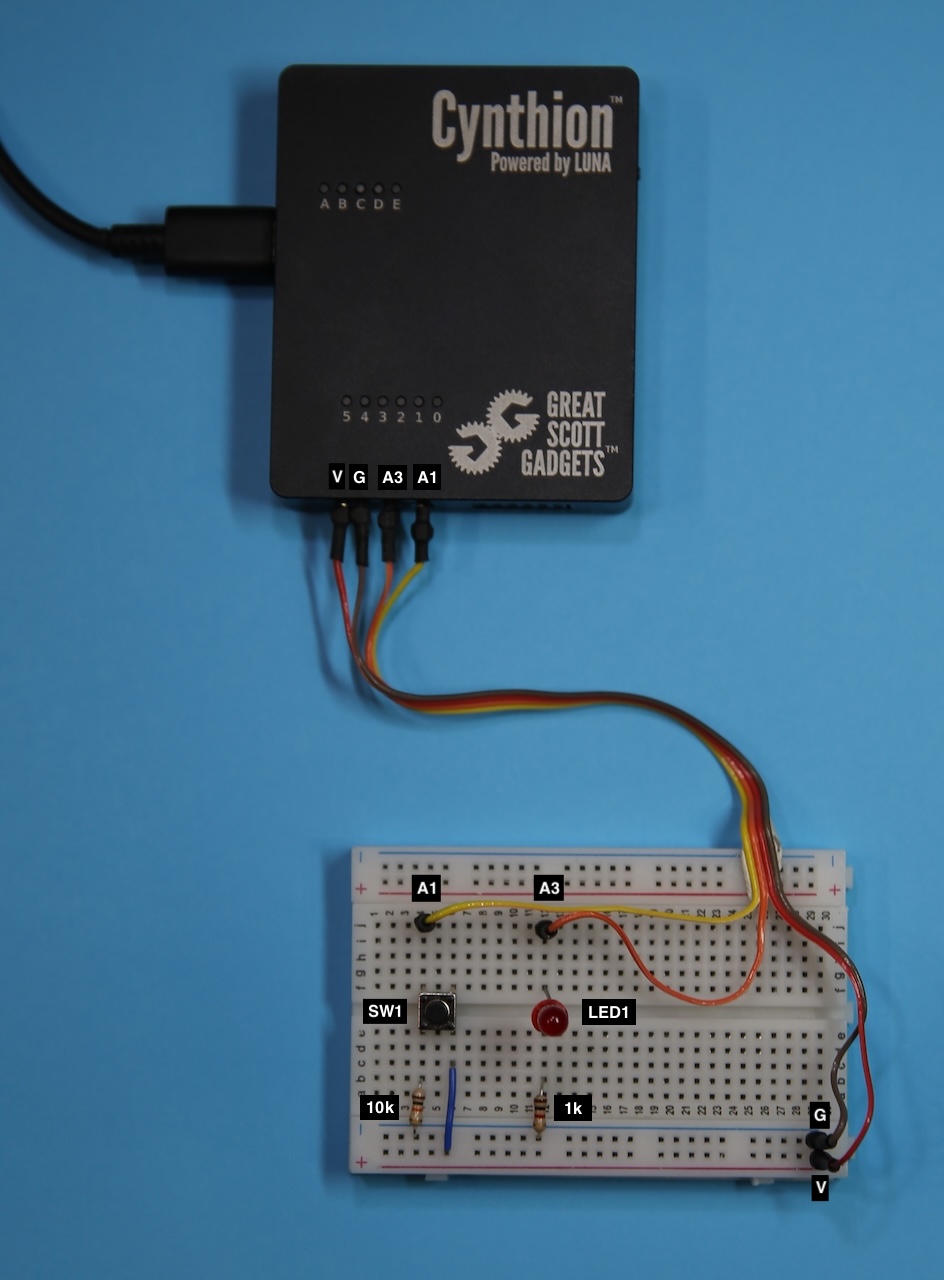 Cynthion™
Powered by LUNA
A B C D E
5 4 3 2 1 0
GREAT
SCOTT
GADGETS™
V G A3 A1
A1 A3
SW1 LED1
10k 1k
G
V